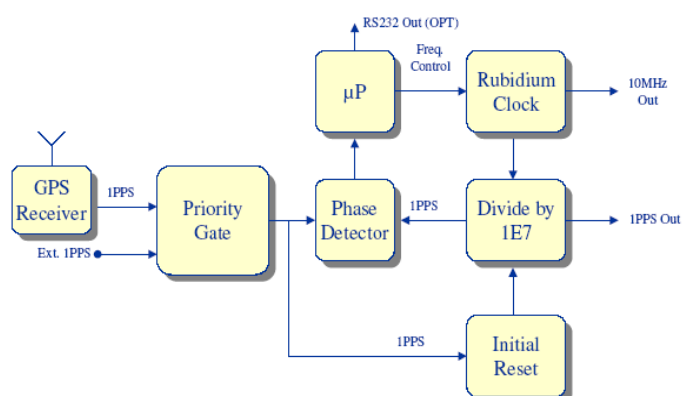 RS232 Out (OPT)
Freq.
Control
µP
Rubidium
Clock
10MHz
Out
GPS
Receiver
1PPS
Priority
Gate
Phase
Detector
1PPS
Divide by
1E7
1PPS Out
Ext. 1PPS
1PPS
Initial
Reset